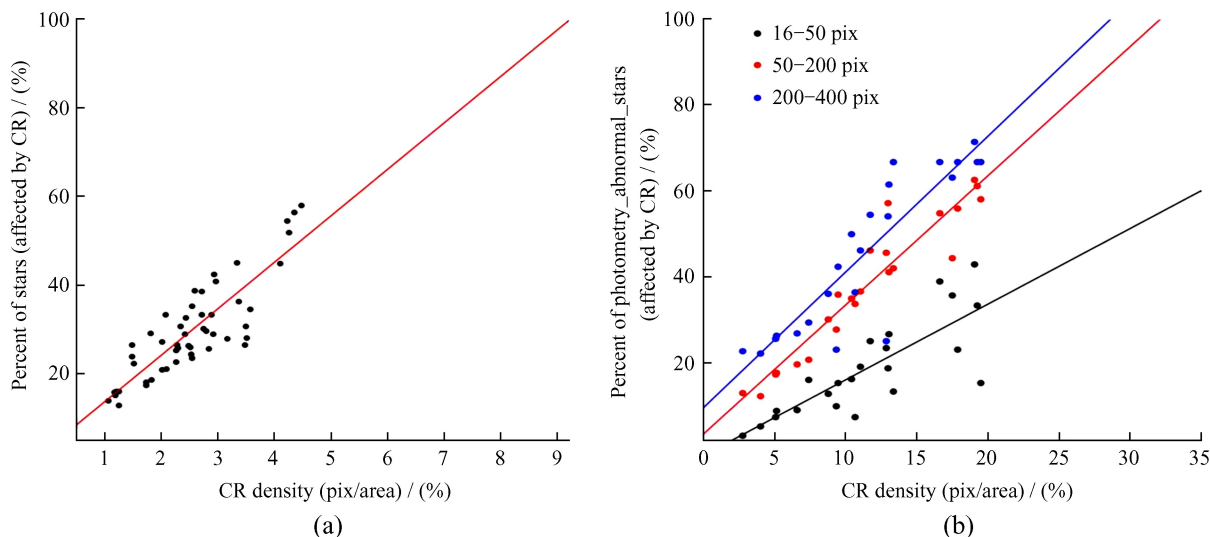 100
80
60
40
20
Percent of stars (affected by CR) / (%)
1 2 3 4 5 6 7 8 9
CR density (pix/area) / (%)
(a)
100
80
60
40
20
Percent of photometry_abnormal_stars
(affected by CR) / (%)
16−50 pix
50−200 pix
200−400 pix
0 5 10 15 20 25 30 35
CR density (pix/area) / (%)
(b)